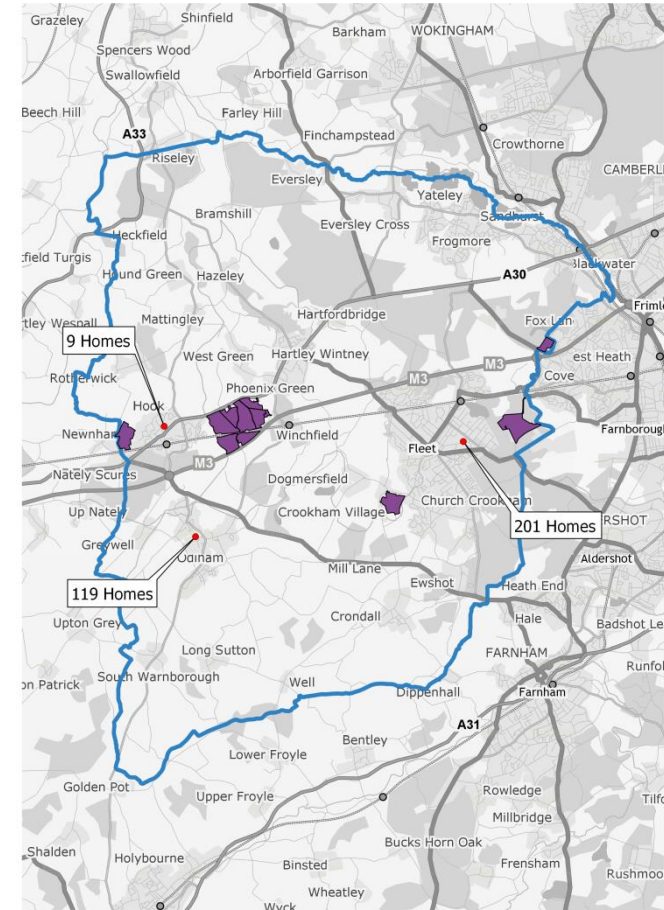 Grazeley
Shinfield
Barkham
WOKINGHAM
Spencers Wood
Swallowfield
Arborfield Garrison
Beech Hill
Farley Hill
A33
Finchampstead
Crowthorne
Riseley
CAMBERL
Eversley
Yateley
Bramshill
Sandhurst
Eversley Cross
Heckfield
Frogmore
Blackwater
field Turgis
Hound Green
Hazeley
A30
Hartfordbridge
Frimle
Mattingley
Fox Lan
tley Wespall
9 Homes
West Green
Hartley Wintney
M3
est Heath
M3
Cove
Rotherwick
Phoenix Green
Hook
Newnham
Winchfield
Farnborough
Fleet
Nately Scures
M3
Dogmersfield
Church Crookham
Up Nately
Crookham Village
201 Homes
ERSHOT
Greywell
Odiham
Aldershot
Mill Lane
119 Homes
Ewshot
Heath End
Upton Grey
Crondall
Hale
Badshot Le
Long Sutton
FARNHAM
on Patrick
South Warnborough
Well
Runfol
Dippenhall
Farnham
A31
Bentley
Lower Froyle
Golden Pot
Upper Froyle
Rowledge
Tilfo
Millbridge
Shalden
Bucks Horn Oak
Holybourne
Frensham
Binsted
Rushmoo
Wheatley
Wyck